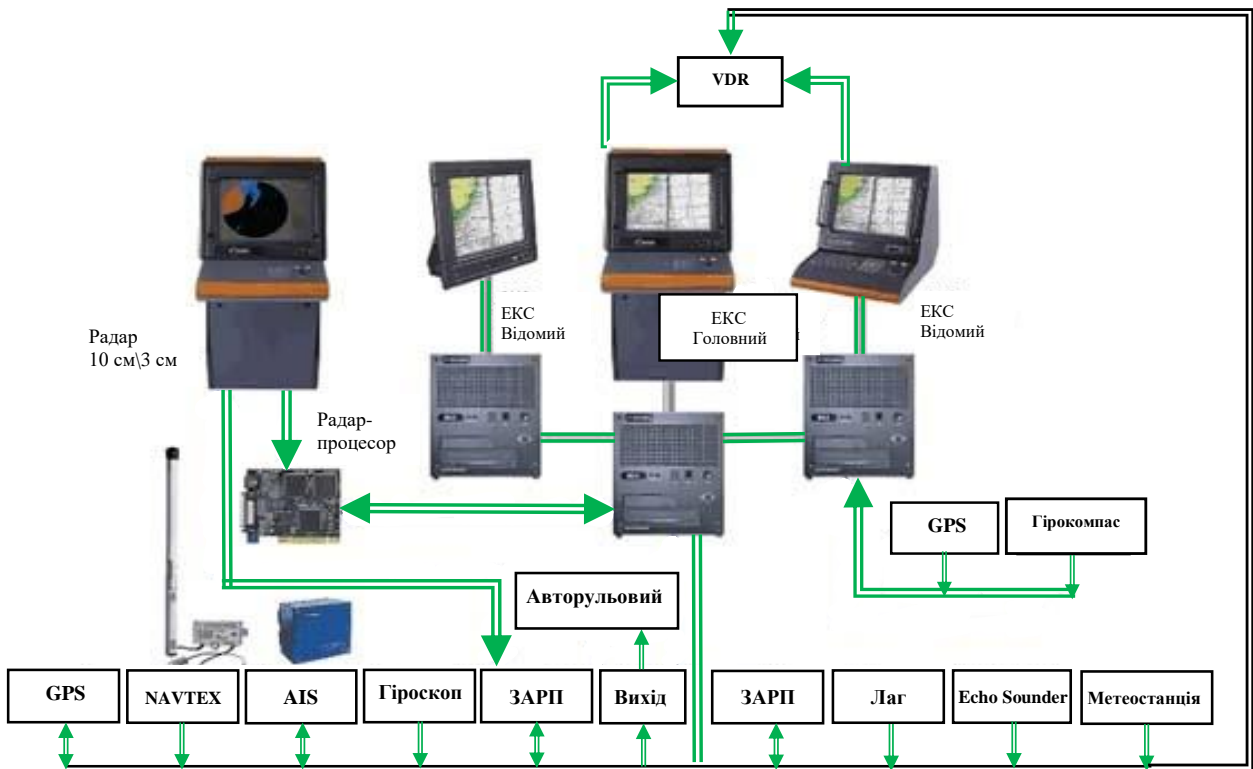 VDR
ЕКС
Відомий
ЕКС
Головний
ЕКС
Відомий
Радар
10 см\3 см
Радар-
процесор
GPS
Гірокомпас
Авторульовий
GPS
NAVTEX
AIS
Гіроскоп
ЗАРП
Вихід
ЗАРП
Лаг
Echo Sounder
Метеостанція